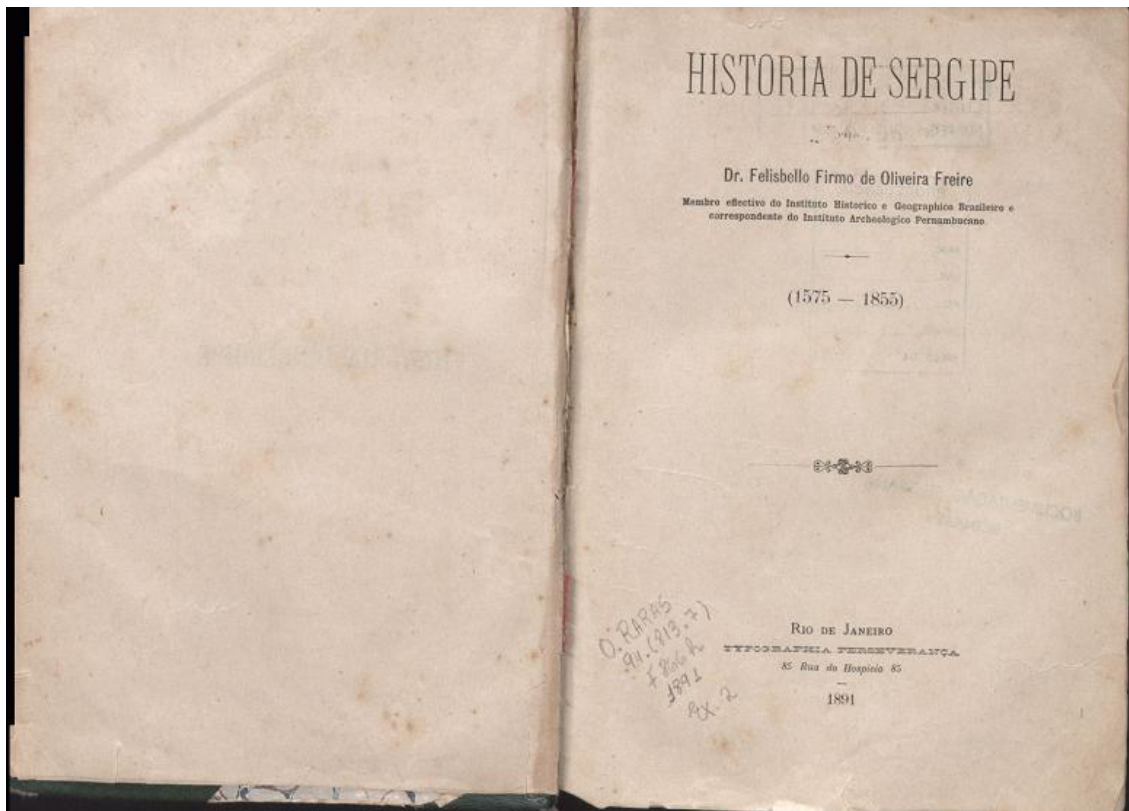 HISTORIA DE SERGIPE
Dr. Felisbello Firmo de Oliveira Freire
Membro effectivo do Instituto Historico e Geographico Brazileiro e
correspondente do Instituto Archeologico Pernambucano.
(1575 — 1855)
O. RARAS
94.(813.7)
F866h
1891
ex. 2
RIO DE JANEIRO
TYPOGRAPHIA PERSEVERANÇA
85 Rua do Hospicio 85
1891